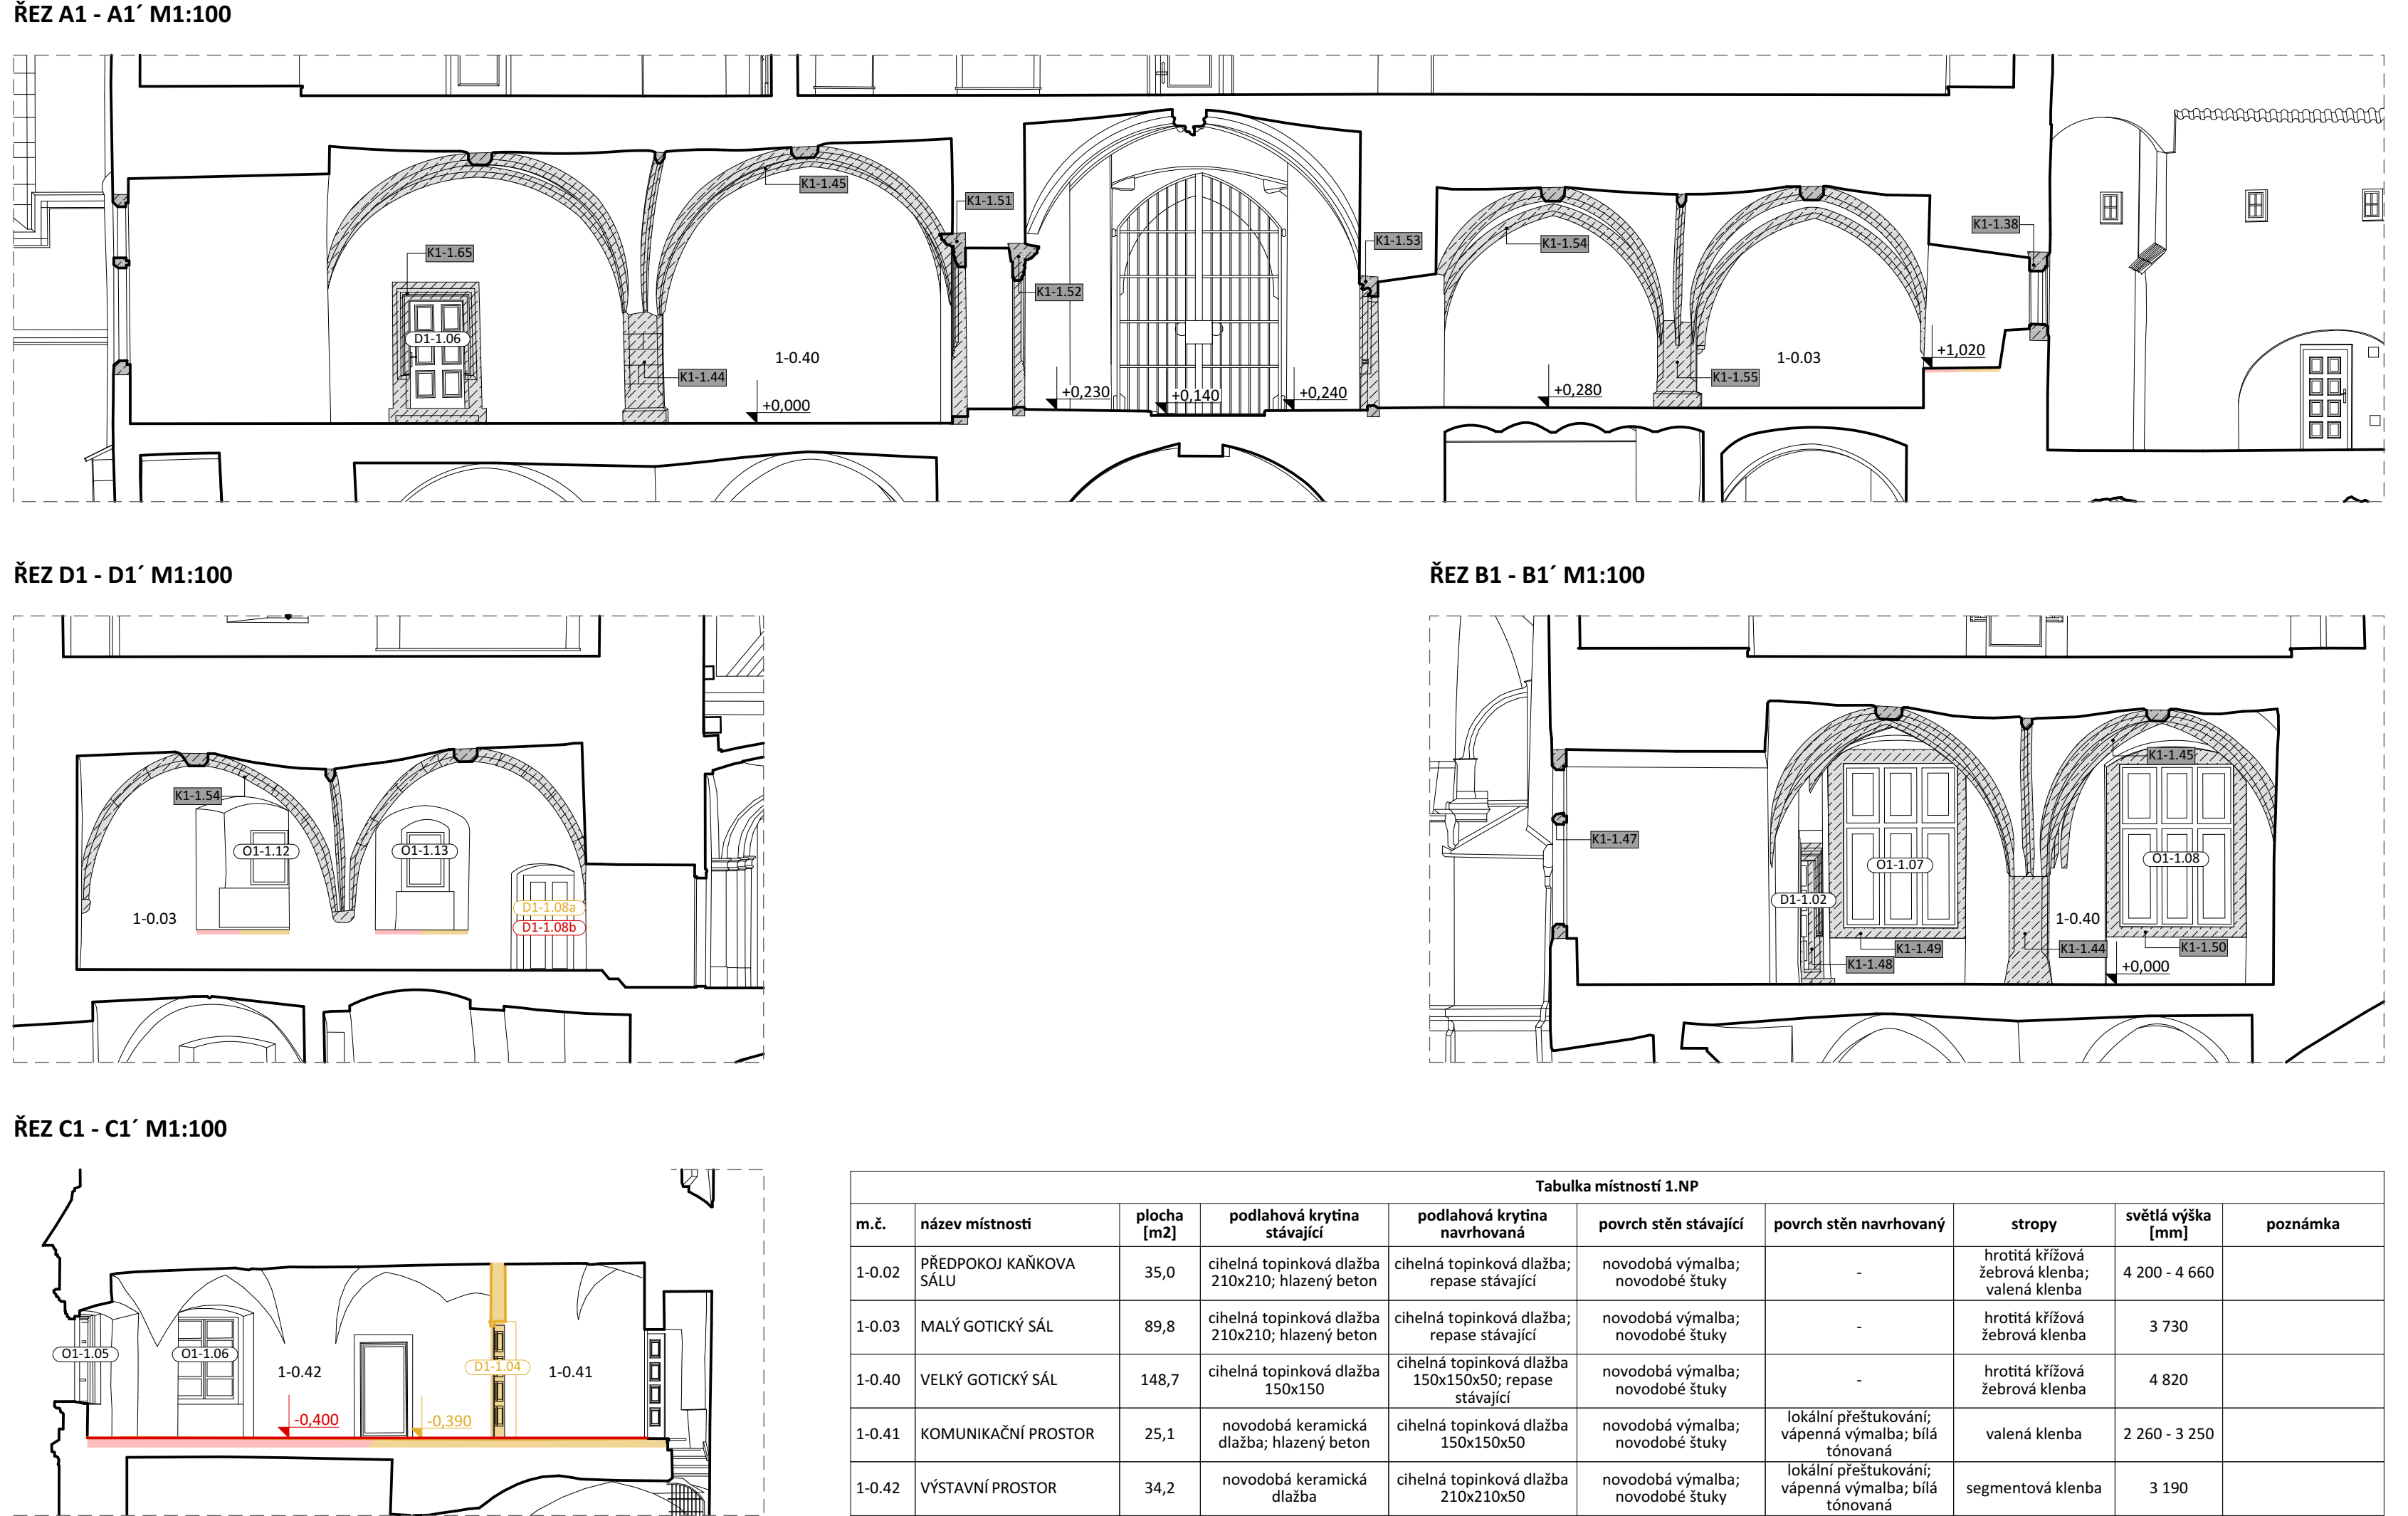 ŘEZ A1 - A1´ M1:100
K1-1.45
K1-1.51
K1-1.38
K1-1.53
K1-1.54
K1-1.65
K1-1.52
D1-1.06
1-0.40
1-0.03
+1,020
K1-1.44
K1-1.55
+0,000
+0,230
+0,140
+0,240
+0,280
ŘEZ D1 - D1´ M1:100
K1-1.54
O1-1.12
O1-1.13
1-0.03
D1-1.08a
D1-1.08b
ŘEZ B1 - B1´ M1:100
K1-1.45
K1-1.47
O1-1.07
O1-1.08
D1-1.02
1-0.40
K1-1.49
K1-1.44
K1-1.50
K1-1.48
+0,000
ŘEZ C1 - C1´ M1:100
O1-1.05
O1-1.06
1-0.42
D1-1.04
1-0.41
-0,400
-0,390
Tabulka místností 1.NP
m.č.
název místnosti
plocha
[m2]
podlahová krytina
stávající
podlahová krytina
navrhovaná
povrch stěn stávající
povrch stěn navrhovaný
stropy
světlá výška
[mm]
poznámka
1-0.02
PŘEDPOKOJ KAŇKOVA
SÁLU
35,0
cihelná topinková dlažba
210x210; hlazený beton
cihelná topinková dlažba;
repase stávající
novodobá výmalba;
novodobé štuky
-
hrotitá křížová
žebrová klenba;
valená klenba
4 200 - 4 660
1-0.03
MALÝ GOTICKÝ SÁL
89,8
cihelná topinková dlažba
210x210; hlazený beton
cihelná topinková dlažba;
repase stávající
novodobá výmalba;
novodobé štuky
-
hrotitá křížová
žebrová klenba
3 730
1-0.40
VELKÝ GOTICKÝ SÁL
148,7
cihelná topinková dlažba
150x150
cihelná topinková dlažba
150x150x50; repase
stávající
novodobá výmalba;
novodobé štuky
-
hrotitá křížová
žebrová klenba
4 820
1-0.41
KOMUNIKAČNÍ PROSTOR
25,1
novodobá keramická
dlažba; hlazený beton
cihelná topinková dlažba
150x150x50
novodobá výmalba;
novodobé štuky
lokální přeštukování;
vápenná výmalba; bílá
tónovaná
valená klenba
2 260 - 3 250
1-0.42
VÝSTAVNÍ PROSTOR
34,2
novodobá keramická
dlažba
cihelná topinková dlažba
210x210x50
novodobá výmalba;
novodobé štuky
lokální přeštukování;
vápenná výmalba; bílá
tónovaná
segmentová klenba
3 190